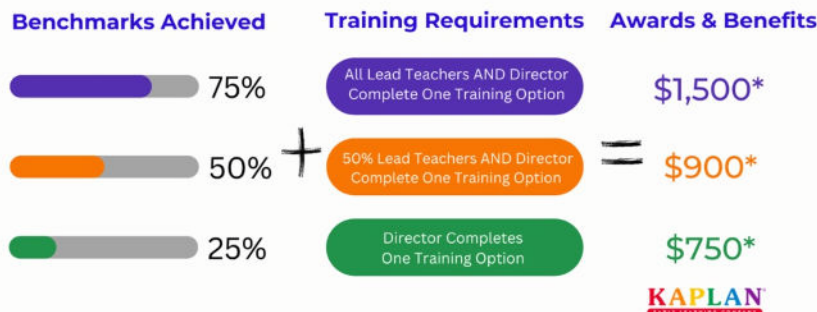 Benchmarks Achieved
Training Requirements
Awards & Benefits
75%
All Lead Teachers AND Director
Complete One Training Option
$1,500*
50%
+
50% Lead Teachers AND Director
Complete One Training Option
=
$900*
25%
Director Completes
One Training Option
$750*
KAPLAN